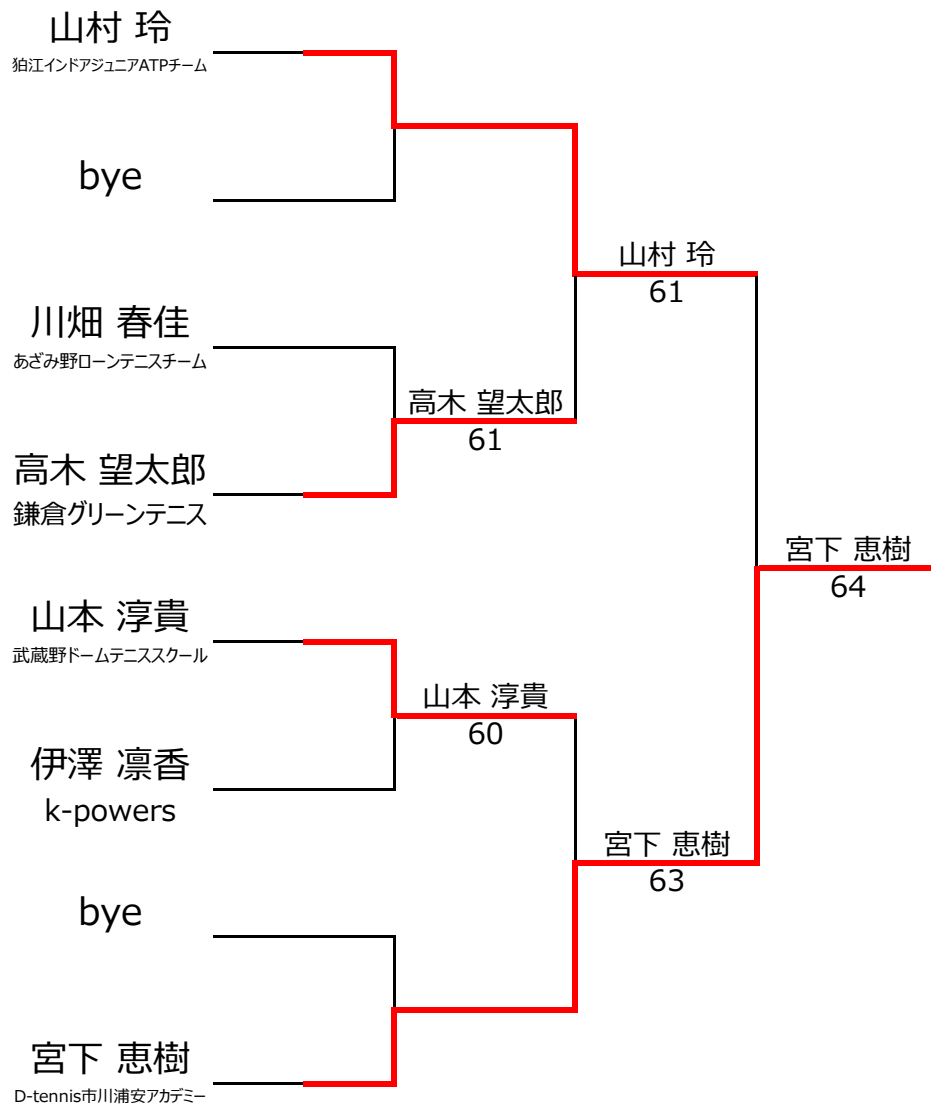 山村 玲
狛江インドアジュニアATPチーム
bye
川畑 春佳
あざみ野ローンテニスチーム
高木 望太郎
鎌倉グリーンテニス
山本 淳貴
武蔵野ドームテニススクール
伊澤 凛香
k-powers
bye
宮下 恵樹
D-tennis市川浦安アカデミー
高木 望太郎
61
山本 淳貴
60
山村 玲
61
宮下 恵樹
63
宮下 恵樹
64